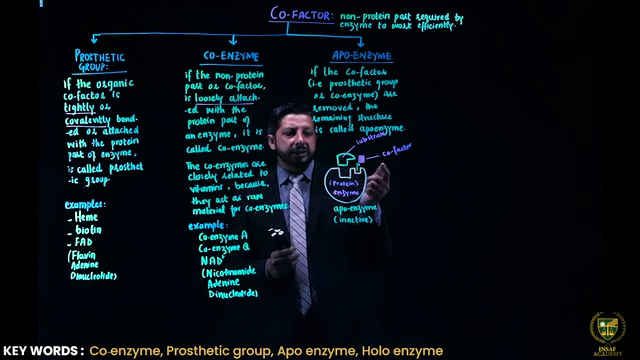 CO-FACTOR: non-protein part required by
enzyme to work efficiently.
PROSTHETIC
GROUP:
if the organic
co-factor is
tightly or
covalently bond-
ed or attached
with the protein
part of enzyme,
is called prosthet
-ic group.
examples:
- Heme
- biotin
- FAD
(Flavin
Adenine
Dinucleotide)
CO-ENZYME
if the non-protein
part or co-factor,
is loosely attach-
ed with the
protein part of
an enzyme, it is
called Co-enzyme.
The co-enzymes are
closely related to
vitamins, because,
they act as raw
material for co-enzymes
example:
Co-enzyme A
Co-enzyme Q
NAD+
(Nicotinamide
Adenine
Dinucleotide)
APO-ENZYME
if the co-factor
(i.e prosthetic group
or co-enzyme) are
removed, the
remaining structure
is called apoenzyme.
substrate
co-factor
(Protein)
enzyme
apo-enzyme
(inactive)
INSAF
ACADEMY
KEY WORDS : Co-enzyme, Prosthetic group, Apo enzyme, Holo enzyme